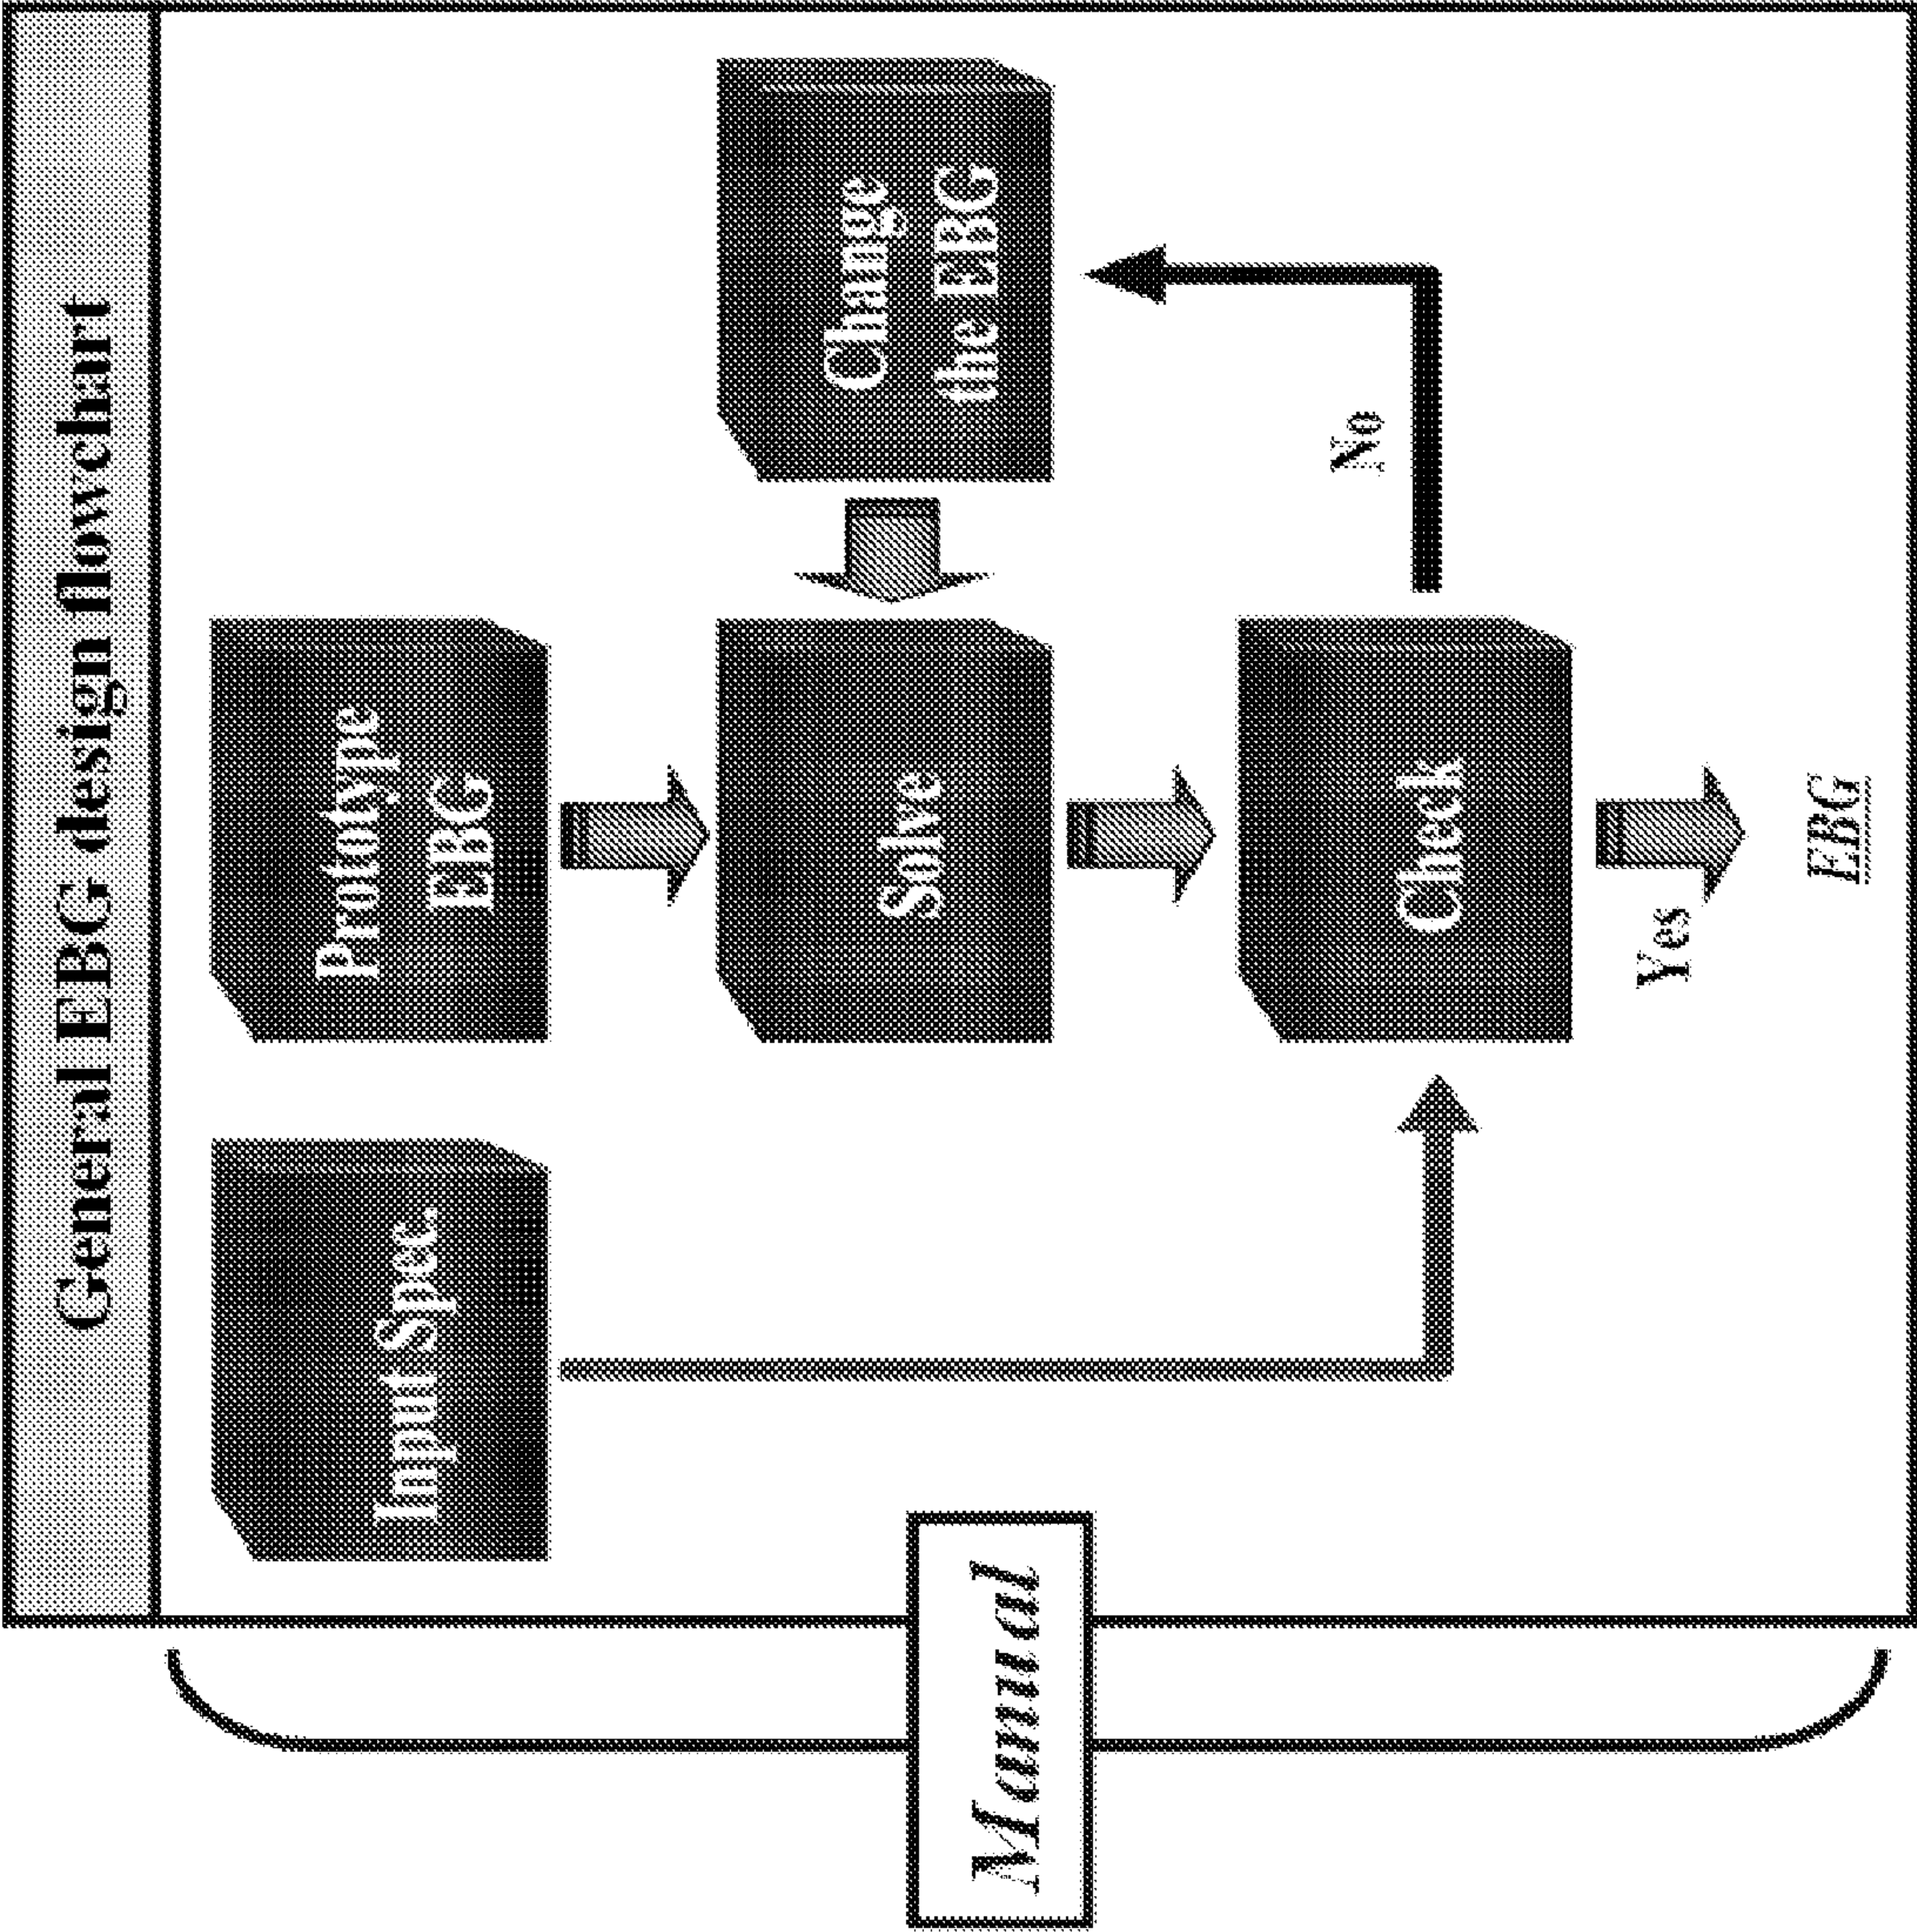 General EBG design flowchart
Manual
Input Spec.
Prototype
EBG
Solve
Change
the EBG
Check
No
Yes
EBG